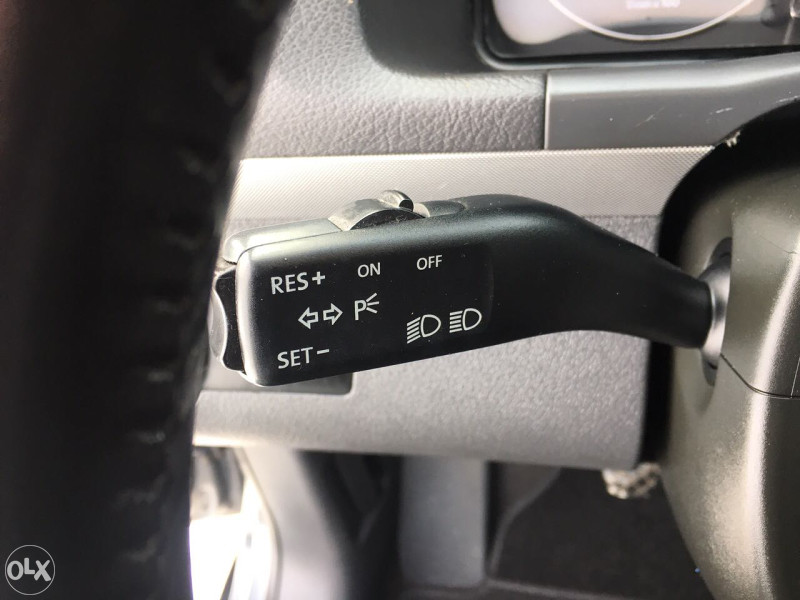 RES+ ON OFF
P
SET-
OLX